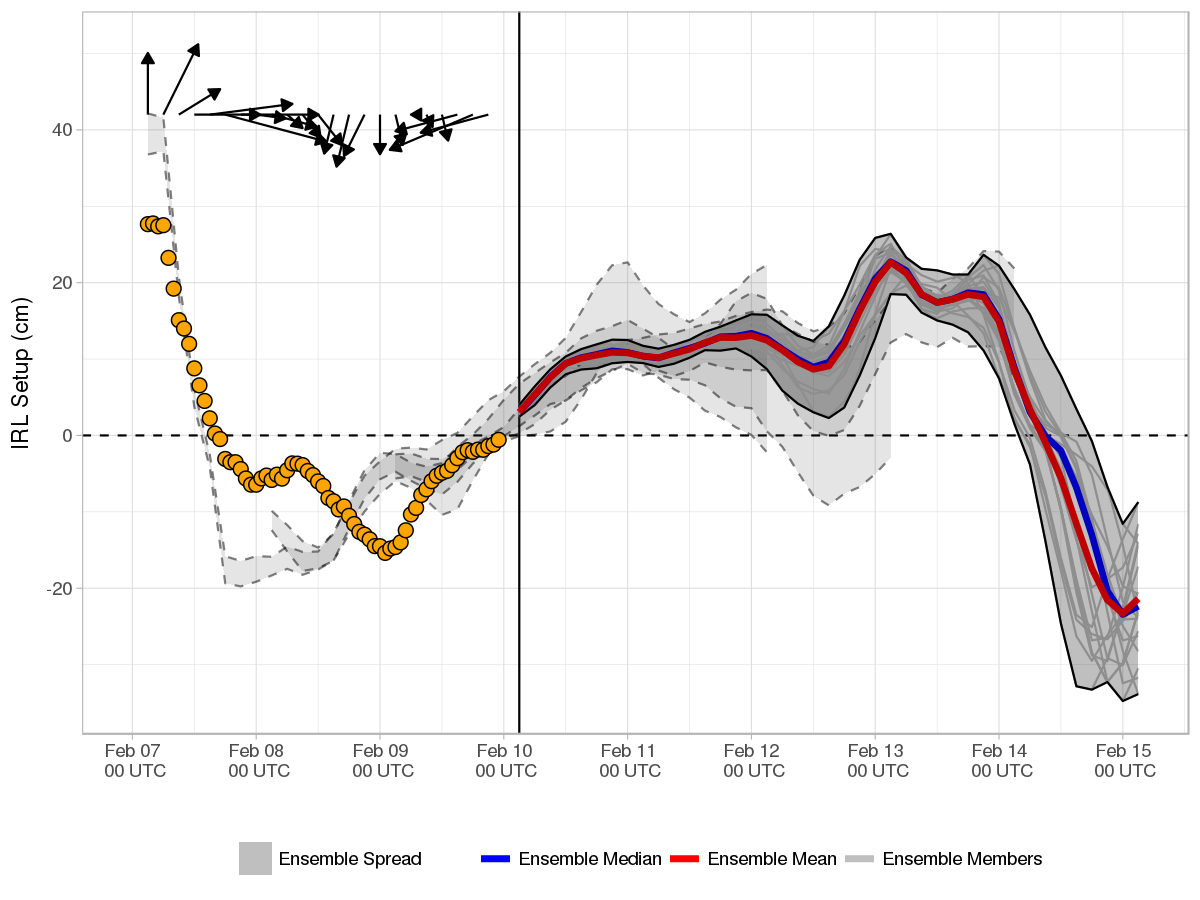 IRL Setup (cm)
40
20
0
-20
Feb 07 00 UTC
Feb 08 00 UTC
Feb 09 00 UTC
Feb 10 00 UTC
Feb 11 00 UTC
Feb 12 00 UTC
Feb 13 00 UTC
Feb 14 00 UTC
Feb 15 00 UTC
Ensemble Spread
Ensemble Median
Ensemble Mean
Ensemble Members